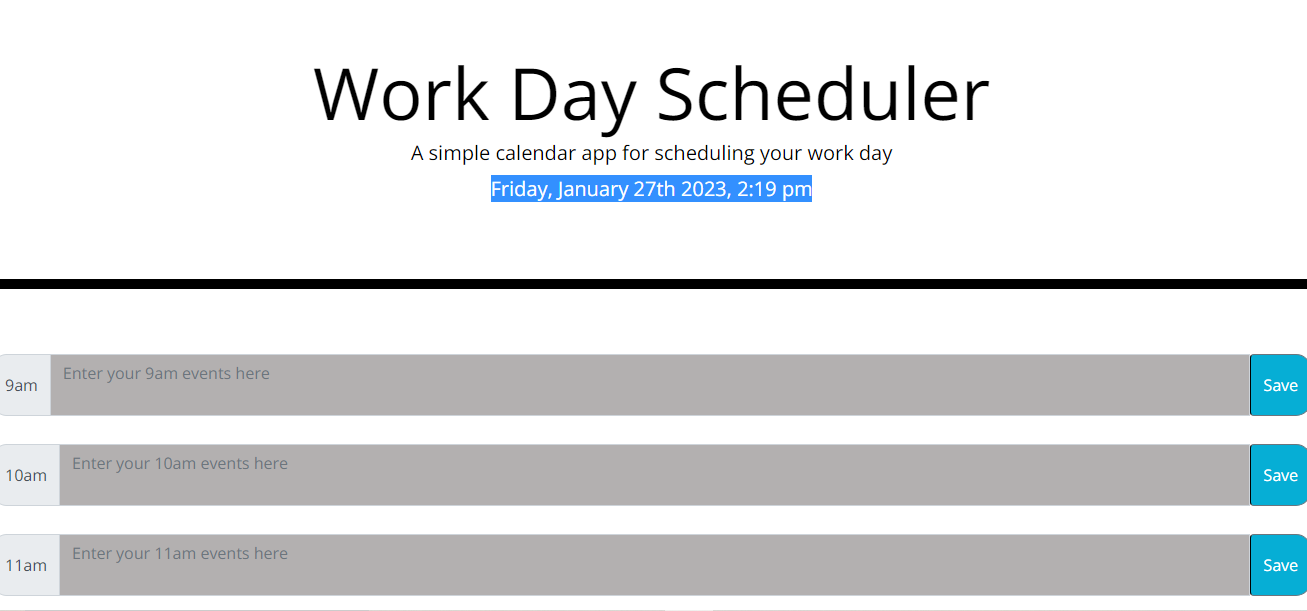 Work Day Scheduler
A simple calendar app for scheduling your work day
Friday, January 27th 2023, 2:19 pm
9am Enter your 9am events here Save
10am Enter your 10am events here Save
11am Enter your 11am events here Save